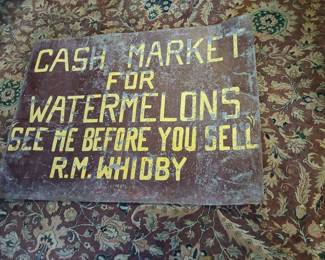 CASH MARKET
FOR
WATERMELONS
SEE ME BEFORE YOU SELL
R.M. WHIDBY